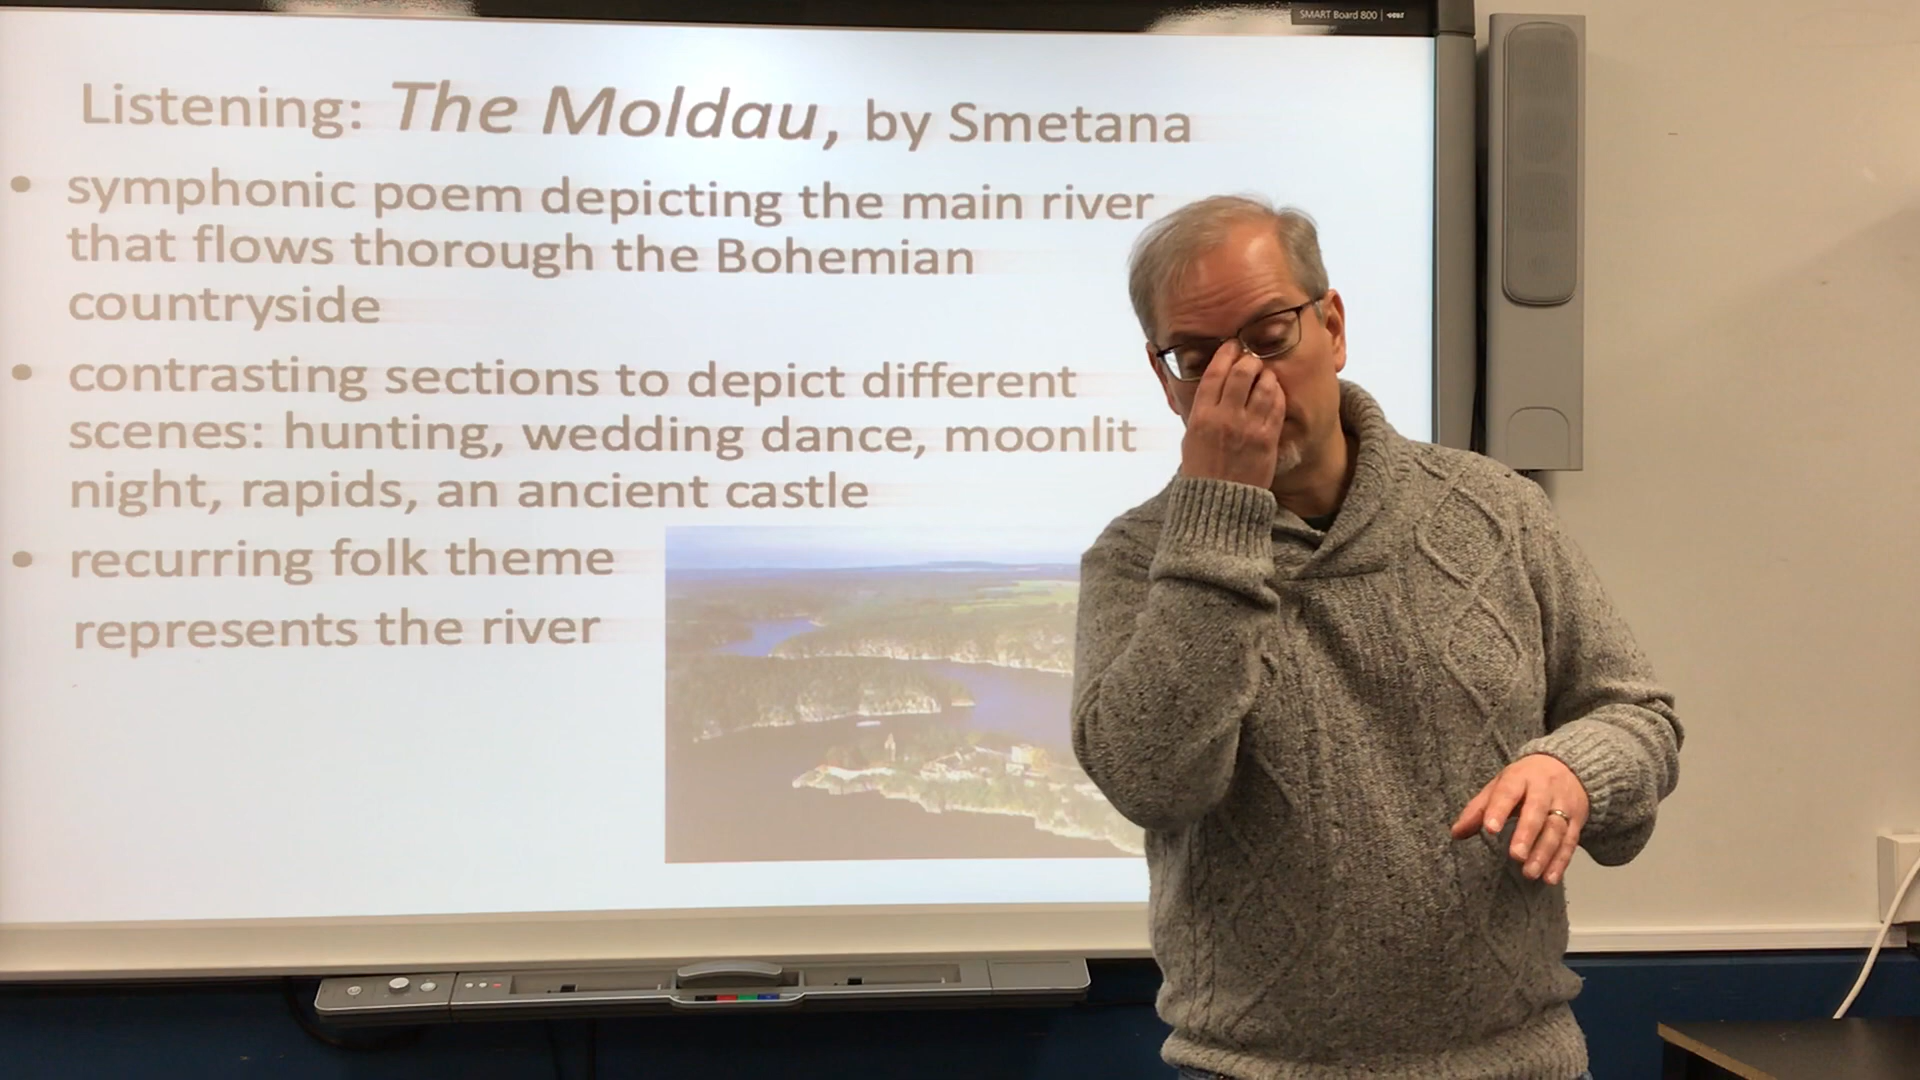 SMART Board 800
Listening: The Moldau, by Smetana
• symphonic poem depicting the main river
that flows thorough the Bohemian
countryside
• contrasting sections to depict different
scenes: hunting, wedding dance, moonlit
night, rapids, an ancient castle
• recurring folk theme
represents the river